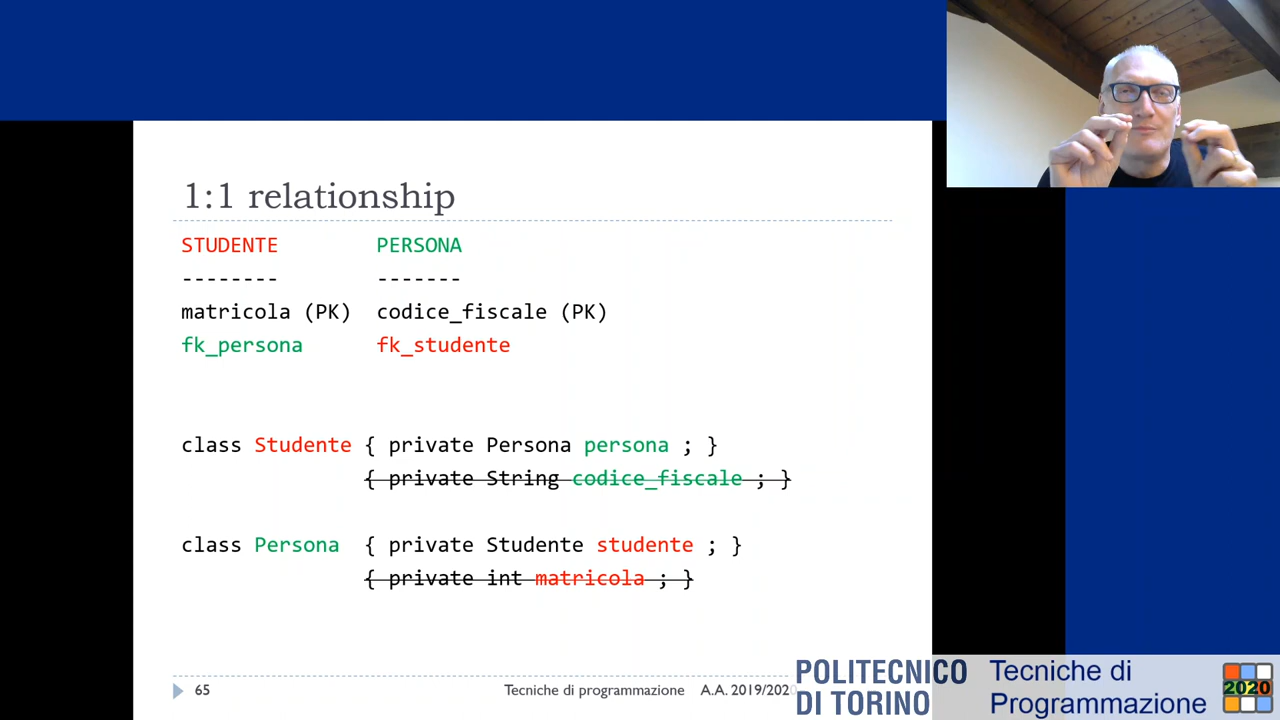 1:1 relationship
STUDENTE PERSONA
-------- -------
matricola (PK) codice_fiscale (PK)
fk_persona fk_studente
class Studente { private Persona persona ; }
{ private String codice_fiscale ; }
class Persona { private Studente studente ; }
{ private int matricola ; }
65 Tecniche di programmazione A.A. 2019/2020
POLITECNICO
DI TORINO
Tecniche di
Programmazione
2020